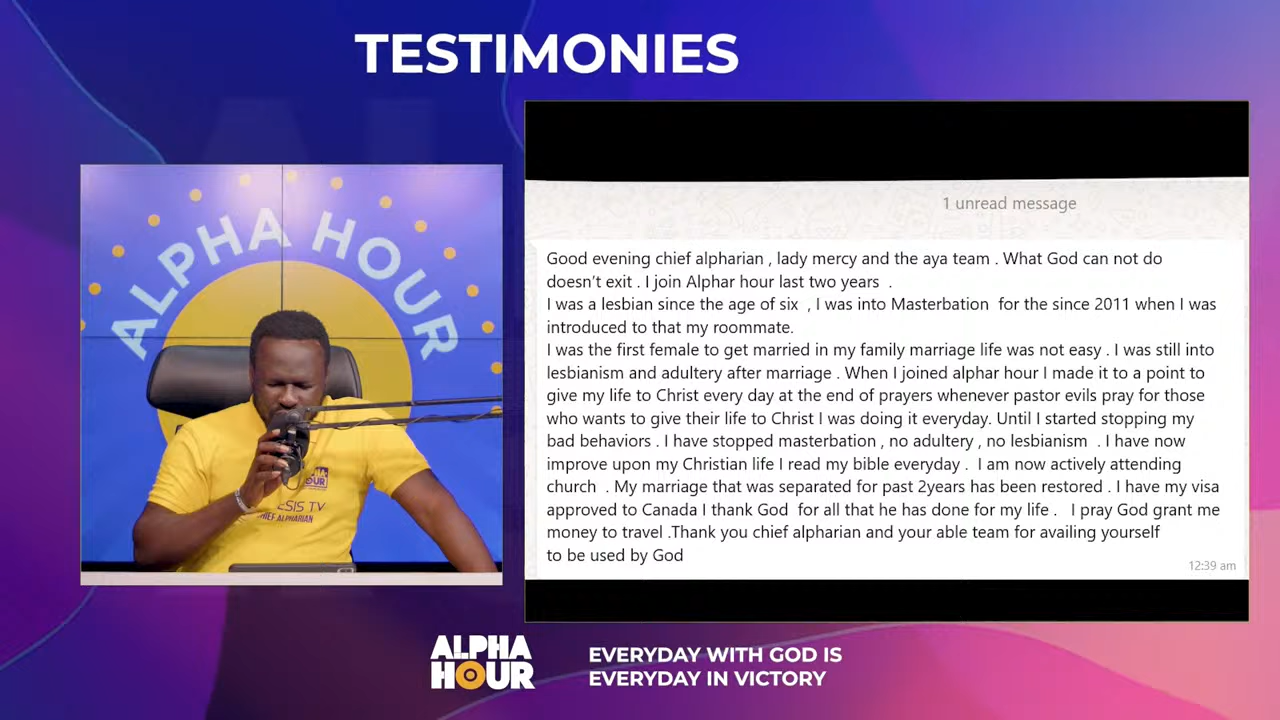 TESTIMONIES
ALPHA HOUR
ALPHA
HOUR
ESIS TV
HIEF ALPHARIAN
1 unread message
Good evening chief alpharian , lady mercy and the aya team . What God can not do
doesn't exit . I join Alphar hour last two years .
I was a lesbian since the age of six , I was into Masterbation for the since 2011 when I was
introduced to that my roommate.
I was the first female to get married in my family marriage life was not easy . I was still into
lesbianism and adultery after marriage . When I joined alphar hour I made it to a point to
give my life to Christ every day at the end of prayers whenever pastor evils pray for those
who wants to give their life to Christ I was doing it everyday. Until I started stopping my
bad behaviors . I have stopped masterbation , no adultery , no lesbianism . I have now
improve upon my Christian life I read my bible everyday . I am now actively attending
church . My marriage that was separated for past 2years has been restored . I have my visa
approved to Canada I thank God for all that he has done for my life . I pray God grant me
money to travel .Thank you chief alpharian and your able team for availing yourself
to be used by God
12:39 am
ALPHA
HOUR
EVERYDAY WITH GOD IS
EVERYDAY IN VICTORY